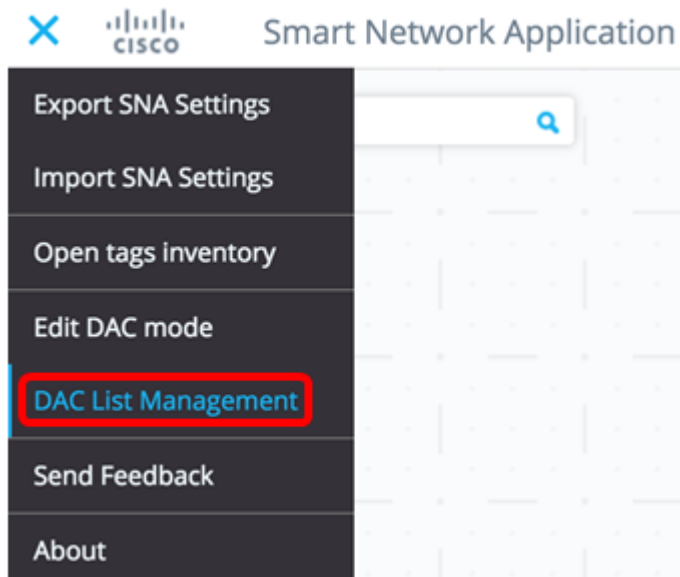 CISCO
Smart Network Application
Export SNA Settings
Import SNA Settings
Open tags inventory
Edit DAC mode
DAC List Management
Send Feedback
About